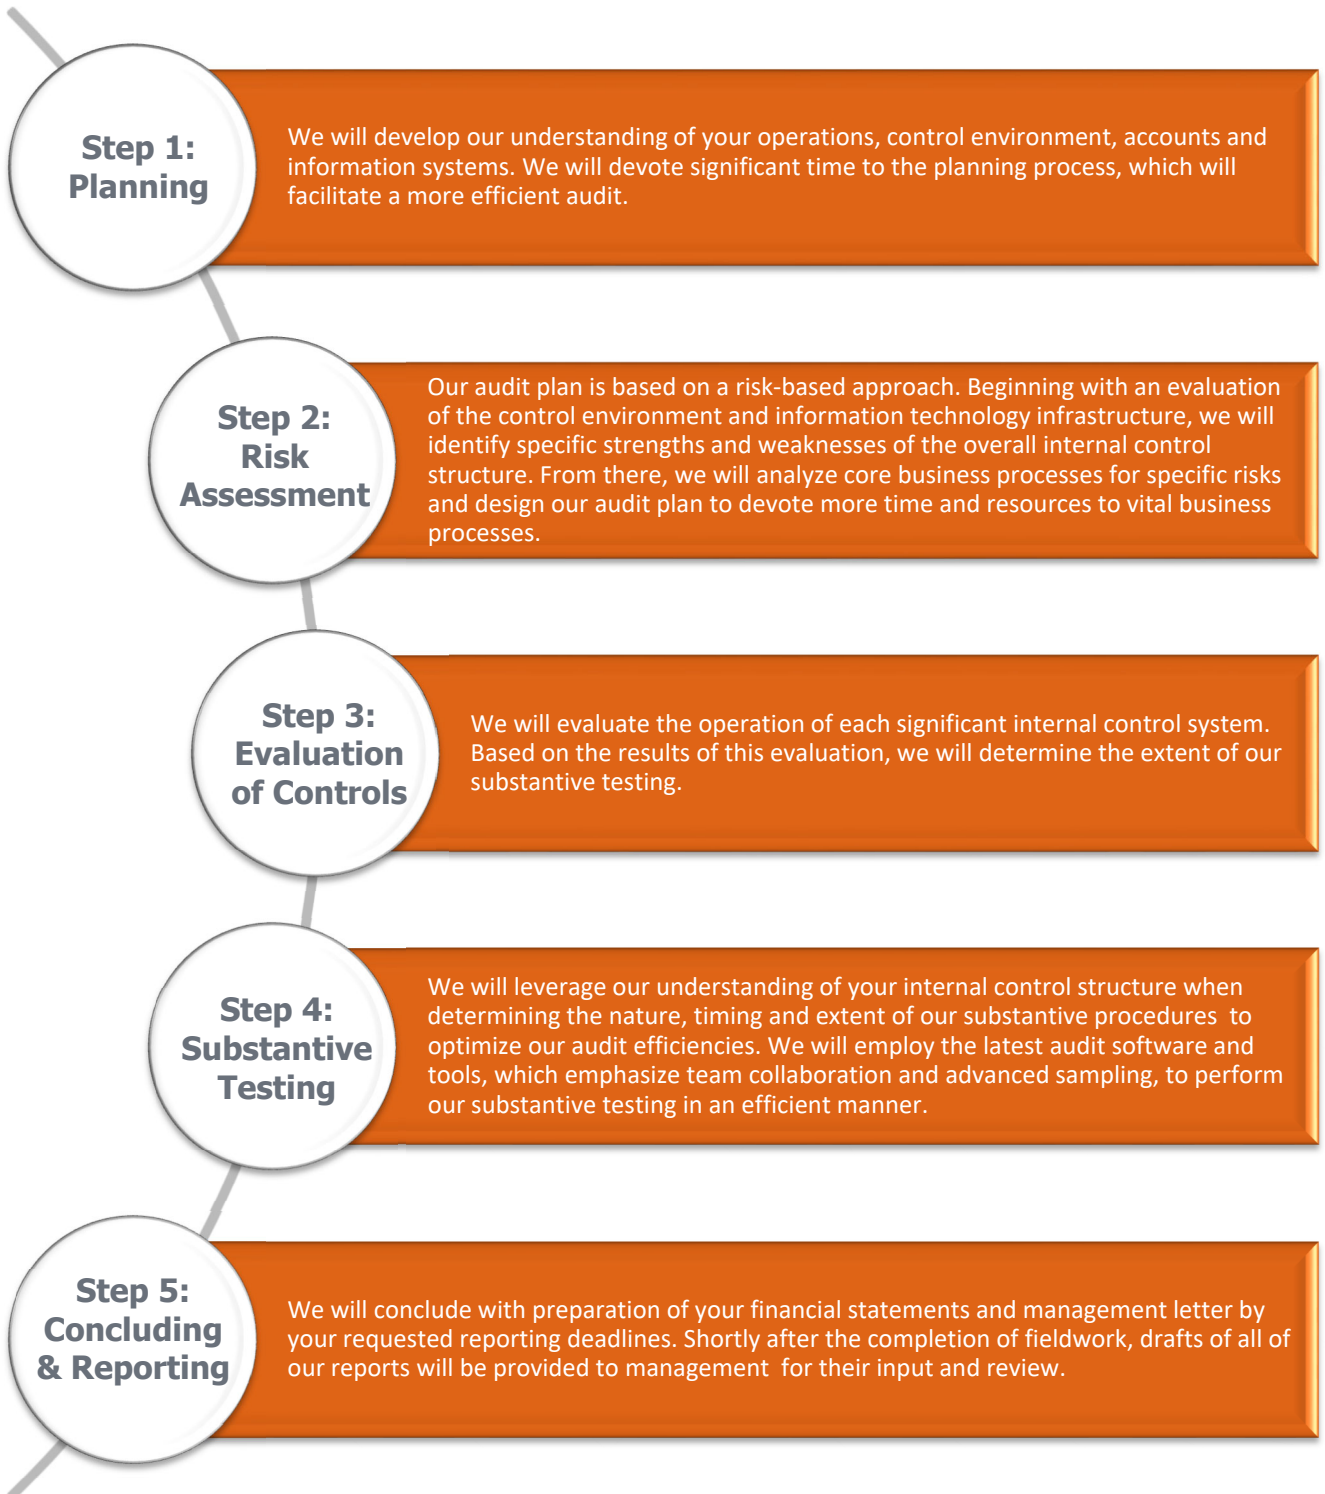 Step 1:
Planning
We will develop our understanding of your operations, control environment, accounts and
information systems. We will devote significant time to the planning process, which will
facilitate a more efficient audit.
Step 2:
Risk
Assessment
Our audit plan is based on a risk-based approach. Beginning with an evaluation
of the control environment and information technology infrastructure, we will
identify specific strengths and weaknesses of the overall internal control
structure. From there, we will analyze core business processes for specific risks
and design our audit plan to devote more time and resources to vital business
processes.
Step 3:
Evaluation
of Controls
We will evaluate the operation of each significant internal control system.
Based on the results of this evaluation, we will determine the extent of our
substantive testing.
Step 4:
Substantive
Testing
We will leverage our understanding of your internal control structure when
determining the nature, timing and extent of our substantive procedures  to
optimize our audit efficiencies. We will employ the latest audit software and
tools, which emphasize team collaboration and advanced sampling, to perform
our substantive testing in an efficient manner.
Step 5:
Concluding
& Reporting
We will conclude with preparation of your financial statements and management letter by
your requested reporting deadlines. Shortly after the completion of fieldwork, drafts of all of
our reports will be provided to management  for their input and review.